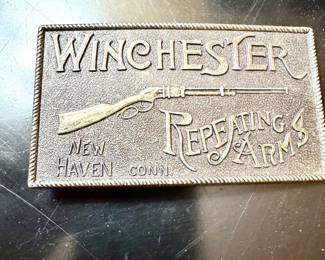 WINCHESTER
REPEATING
ARMS
NEW
HAVEN CONN.